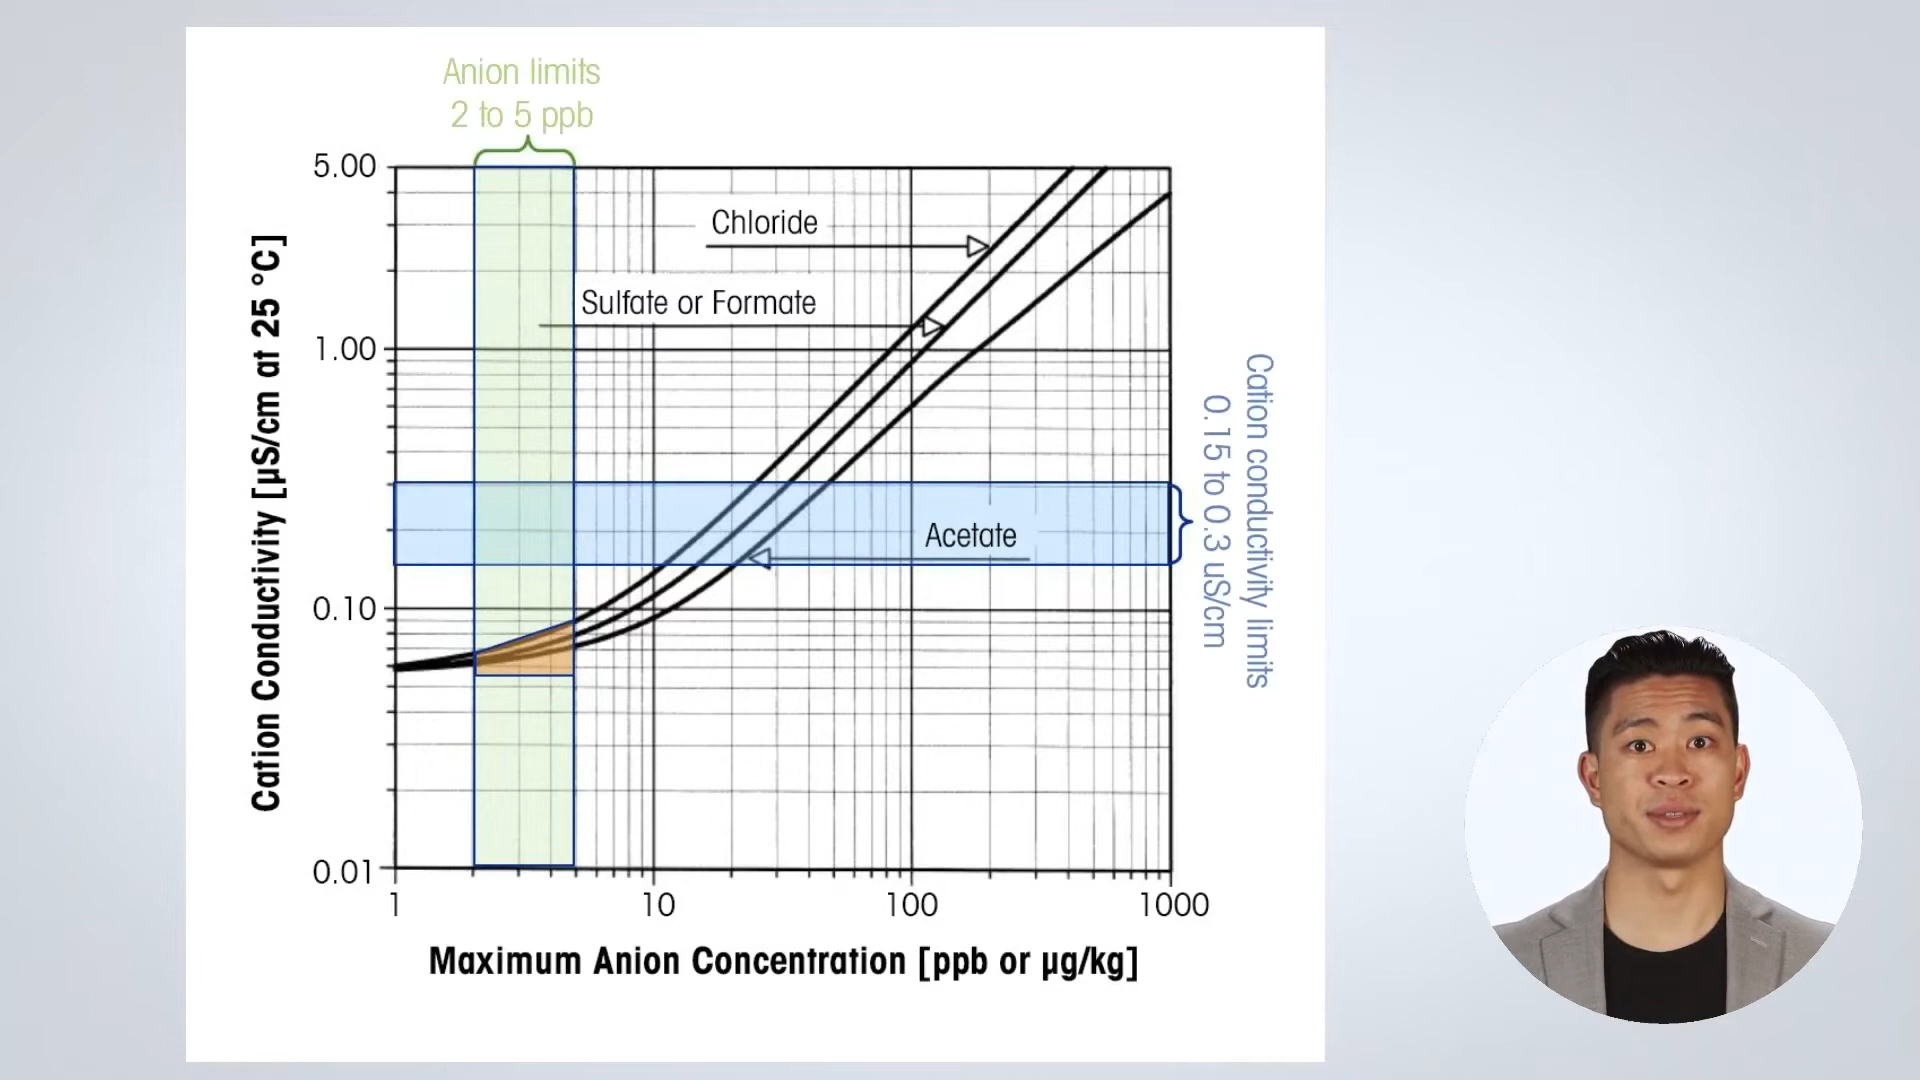 Anion limits
2 to 5 ppb
5.00
Chloride
Sulfate or Formate
1.00
Acetate
0.10
0.01
1
10
100
1000
Cation Conductivity [µS/cm at 25 °C]
Maximum Anion Concentration [ppb or µg/kg]
Cation conductivity limits
0.15 to 0.3 uS/cm